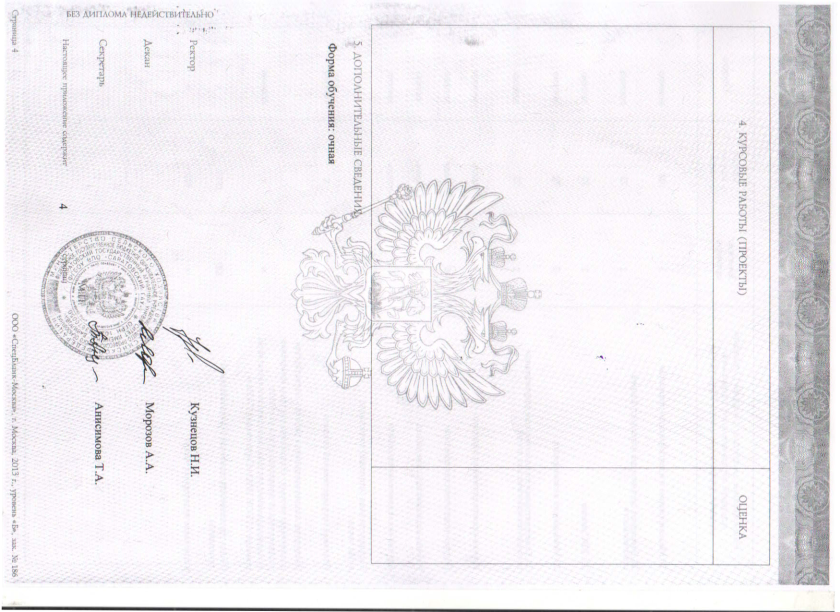 4. КУРСОВЫЕ РАБОТЫ (ПРОЕКТЫ)
ОЦЕНКА
5. ДОПОЛНИТЕЛЬНЫЕ СВЕДЕНИЯ
Форма обучения: очная
Ректор
Кузнецов Н.И.
Декан
Морозов А.А.
Секретарь
Анисимова Т.А.
Настоящее приложение содержит 4 страниц
Страница 4
ООО «СпецБланк-Москва», г. Москва, 2013 г., уровень «Б», зак. № 186
БЕЗ ДИПЛОМА НЕДЕЙСТВИТЕЛЬНО